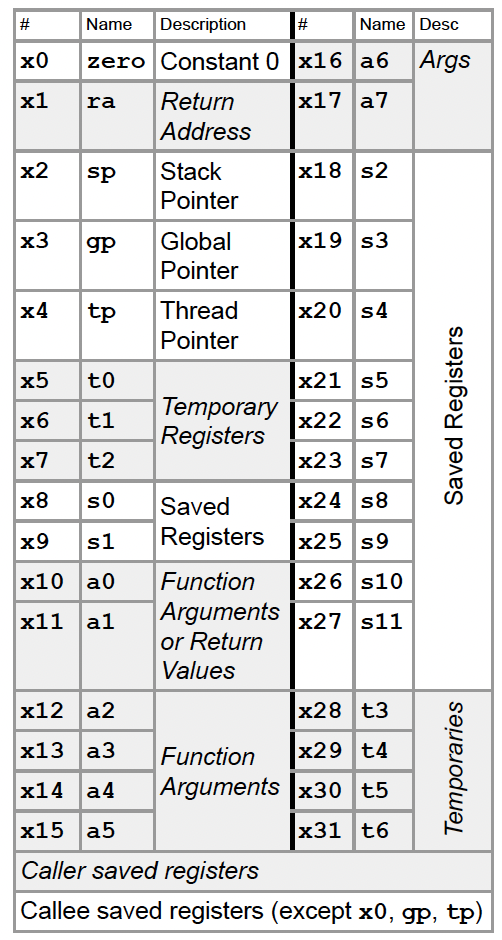 # Name Description # Name Desc
x0 zero Constant 0 x16 a6 Args
x1 ra Return Address x17 a7
x2 sp Stack Pointer x18 s2 Saved Registers
x3 gp Global Pointer x19 s3
x4 tp Thread Pointer x20 s4
x5 t0 Temporary Registers x21 s5
x6 t1 x22 s6
x7 t2 x23 s7
x8 s0 Saved Registers x24 s8
x9 s1 x25 s9
x10 a0 Function Arguments or Return Values x26 s10
x11 a1 x27 s11
x12 a2 Function Arguments x28 t3 Temporaries
x13 a3 x29 t4
x14 a4 x30 t5
x15 a5 x31 t6
Caller saved registers
Callee saved registers (except x0, gp, tp)